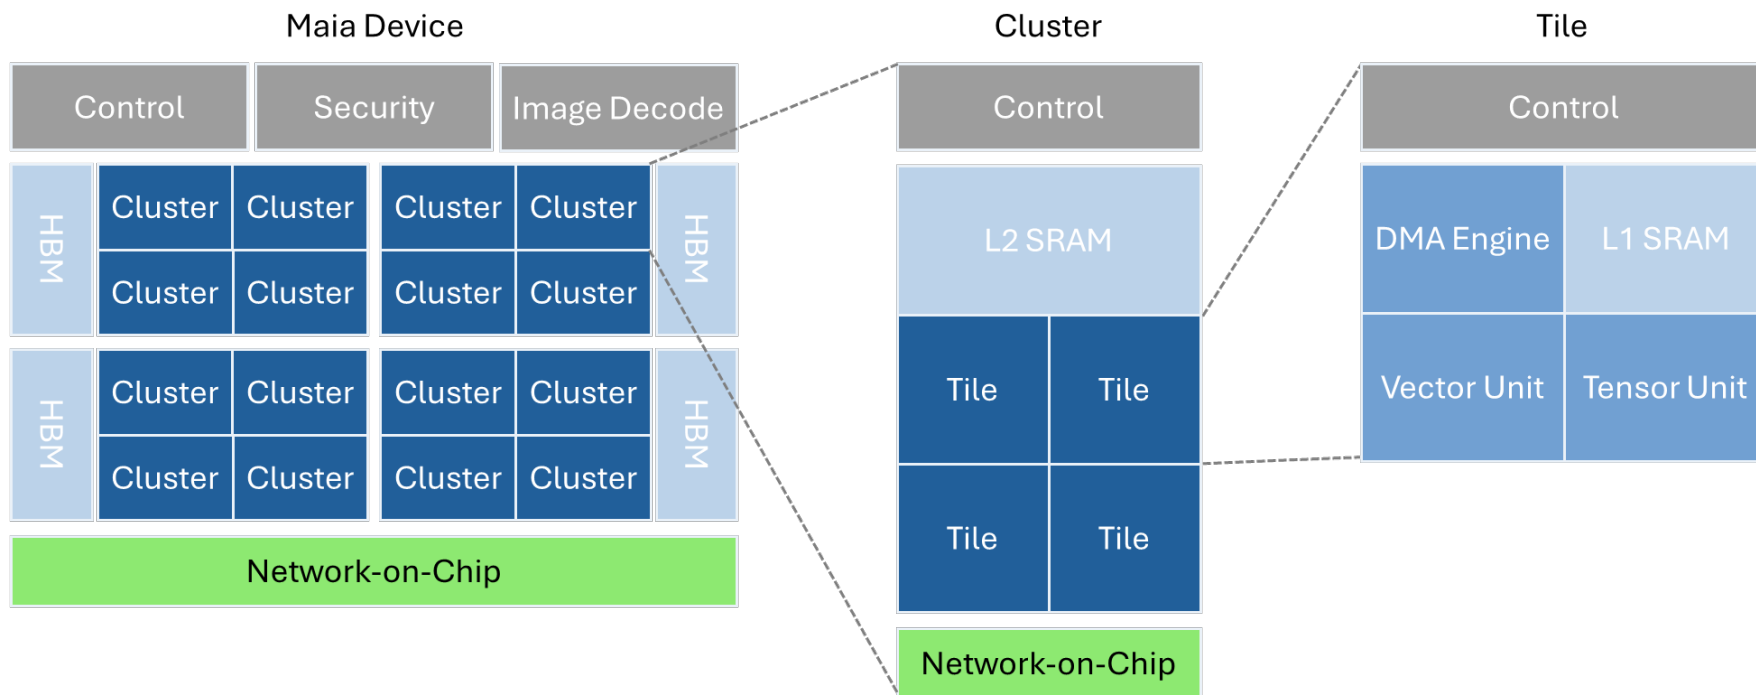 Maia Device
Control Security Image Decode
HBM Cluster Cluster Cluster Cluster HBM
Cluster Cluster Cluster Cluster
HBM Cluster Cluster Cluster Cluster HBM
Cluster Cluster Cluster Cluster
Network-on-Chip
Cluster
Control
L2 SRAM
Tile Tile
Tile Tile
Network-on-Chip
Tile
Control
DMA Engine L1 SRAM
Vector Unit Tensor Unit